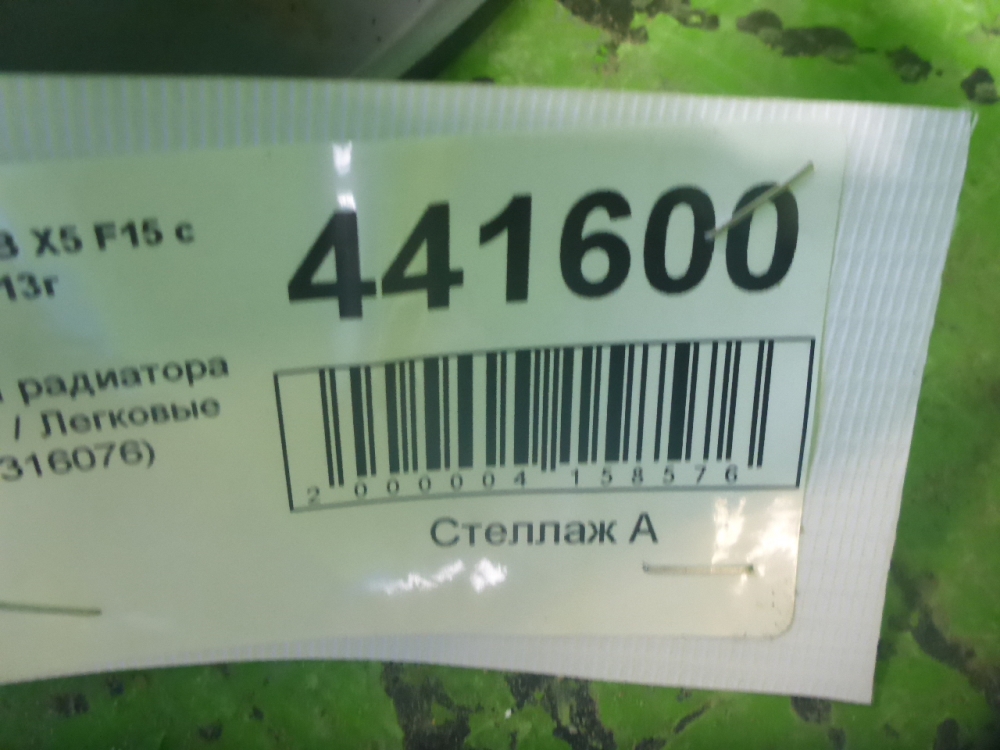 X5 F15 с
13г
441600
радиатора
/ Легковые
316076)
2 000004 158576
Стеллаж А